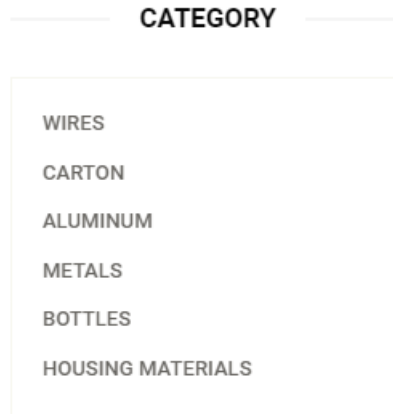 CATEGORY
WIRES
CARTON
ALUMINUM
METALS
BOTTLES
HOUSING MATERIALS